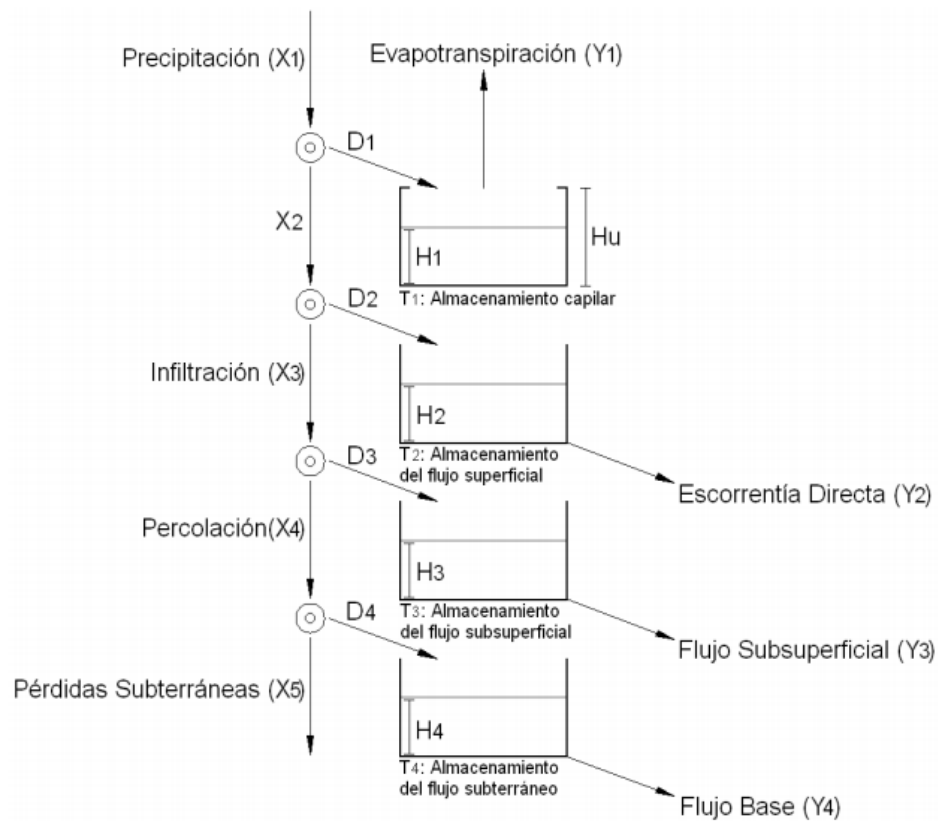 Precipitación (X1)
Evapotranspiración (Y1)
D1
X2
H1
Hu
T1: Almacenamiento capilar
D2
Infiltración (X3)
H2
T2: Almacenamiento
del flujo superficial
D3
Escorrentía Directa (Y2)
Percolación(X4)
H3
T3: Almacenamiento
del flujo subsuperficial
D4
Flujo Subsuperficial (Y3)
Pérdidas Subterráneas (X5)
H4
T4: Almacenamiento
del flujo subterráneo
Flujo Base (Y4)